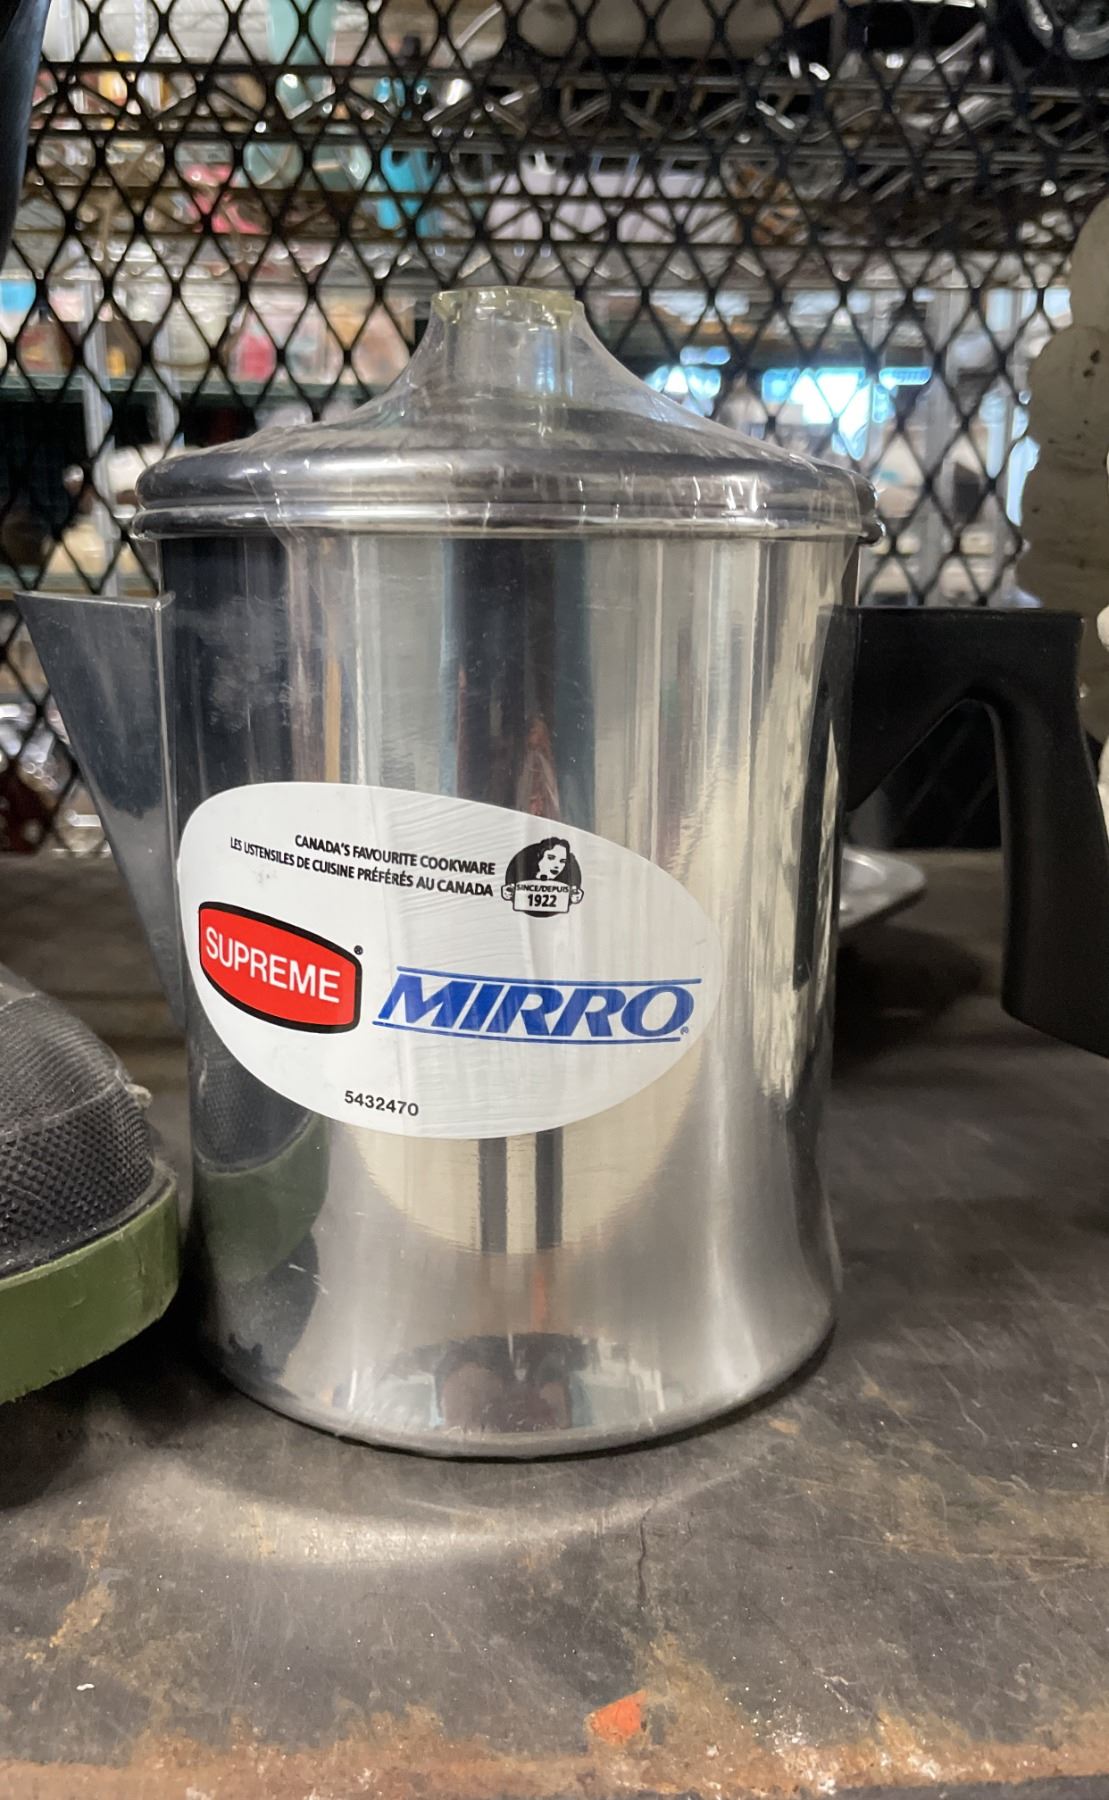 CANADA'S FAVOURITE COOKWARE
LES USTENSILES DE CUISINE PRÉFÉRÉS AU CANADA
SINCE/DEPUIS
1922
SUPREME®
MIRRO®
5432470